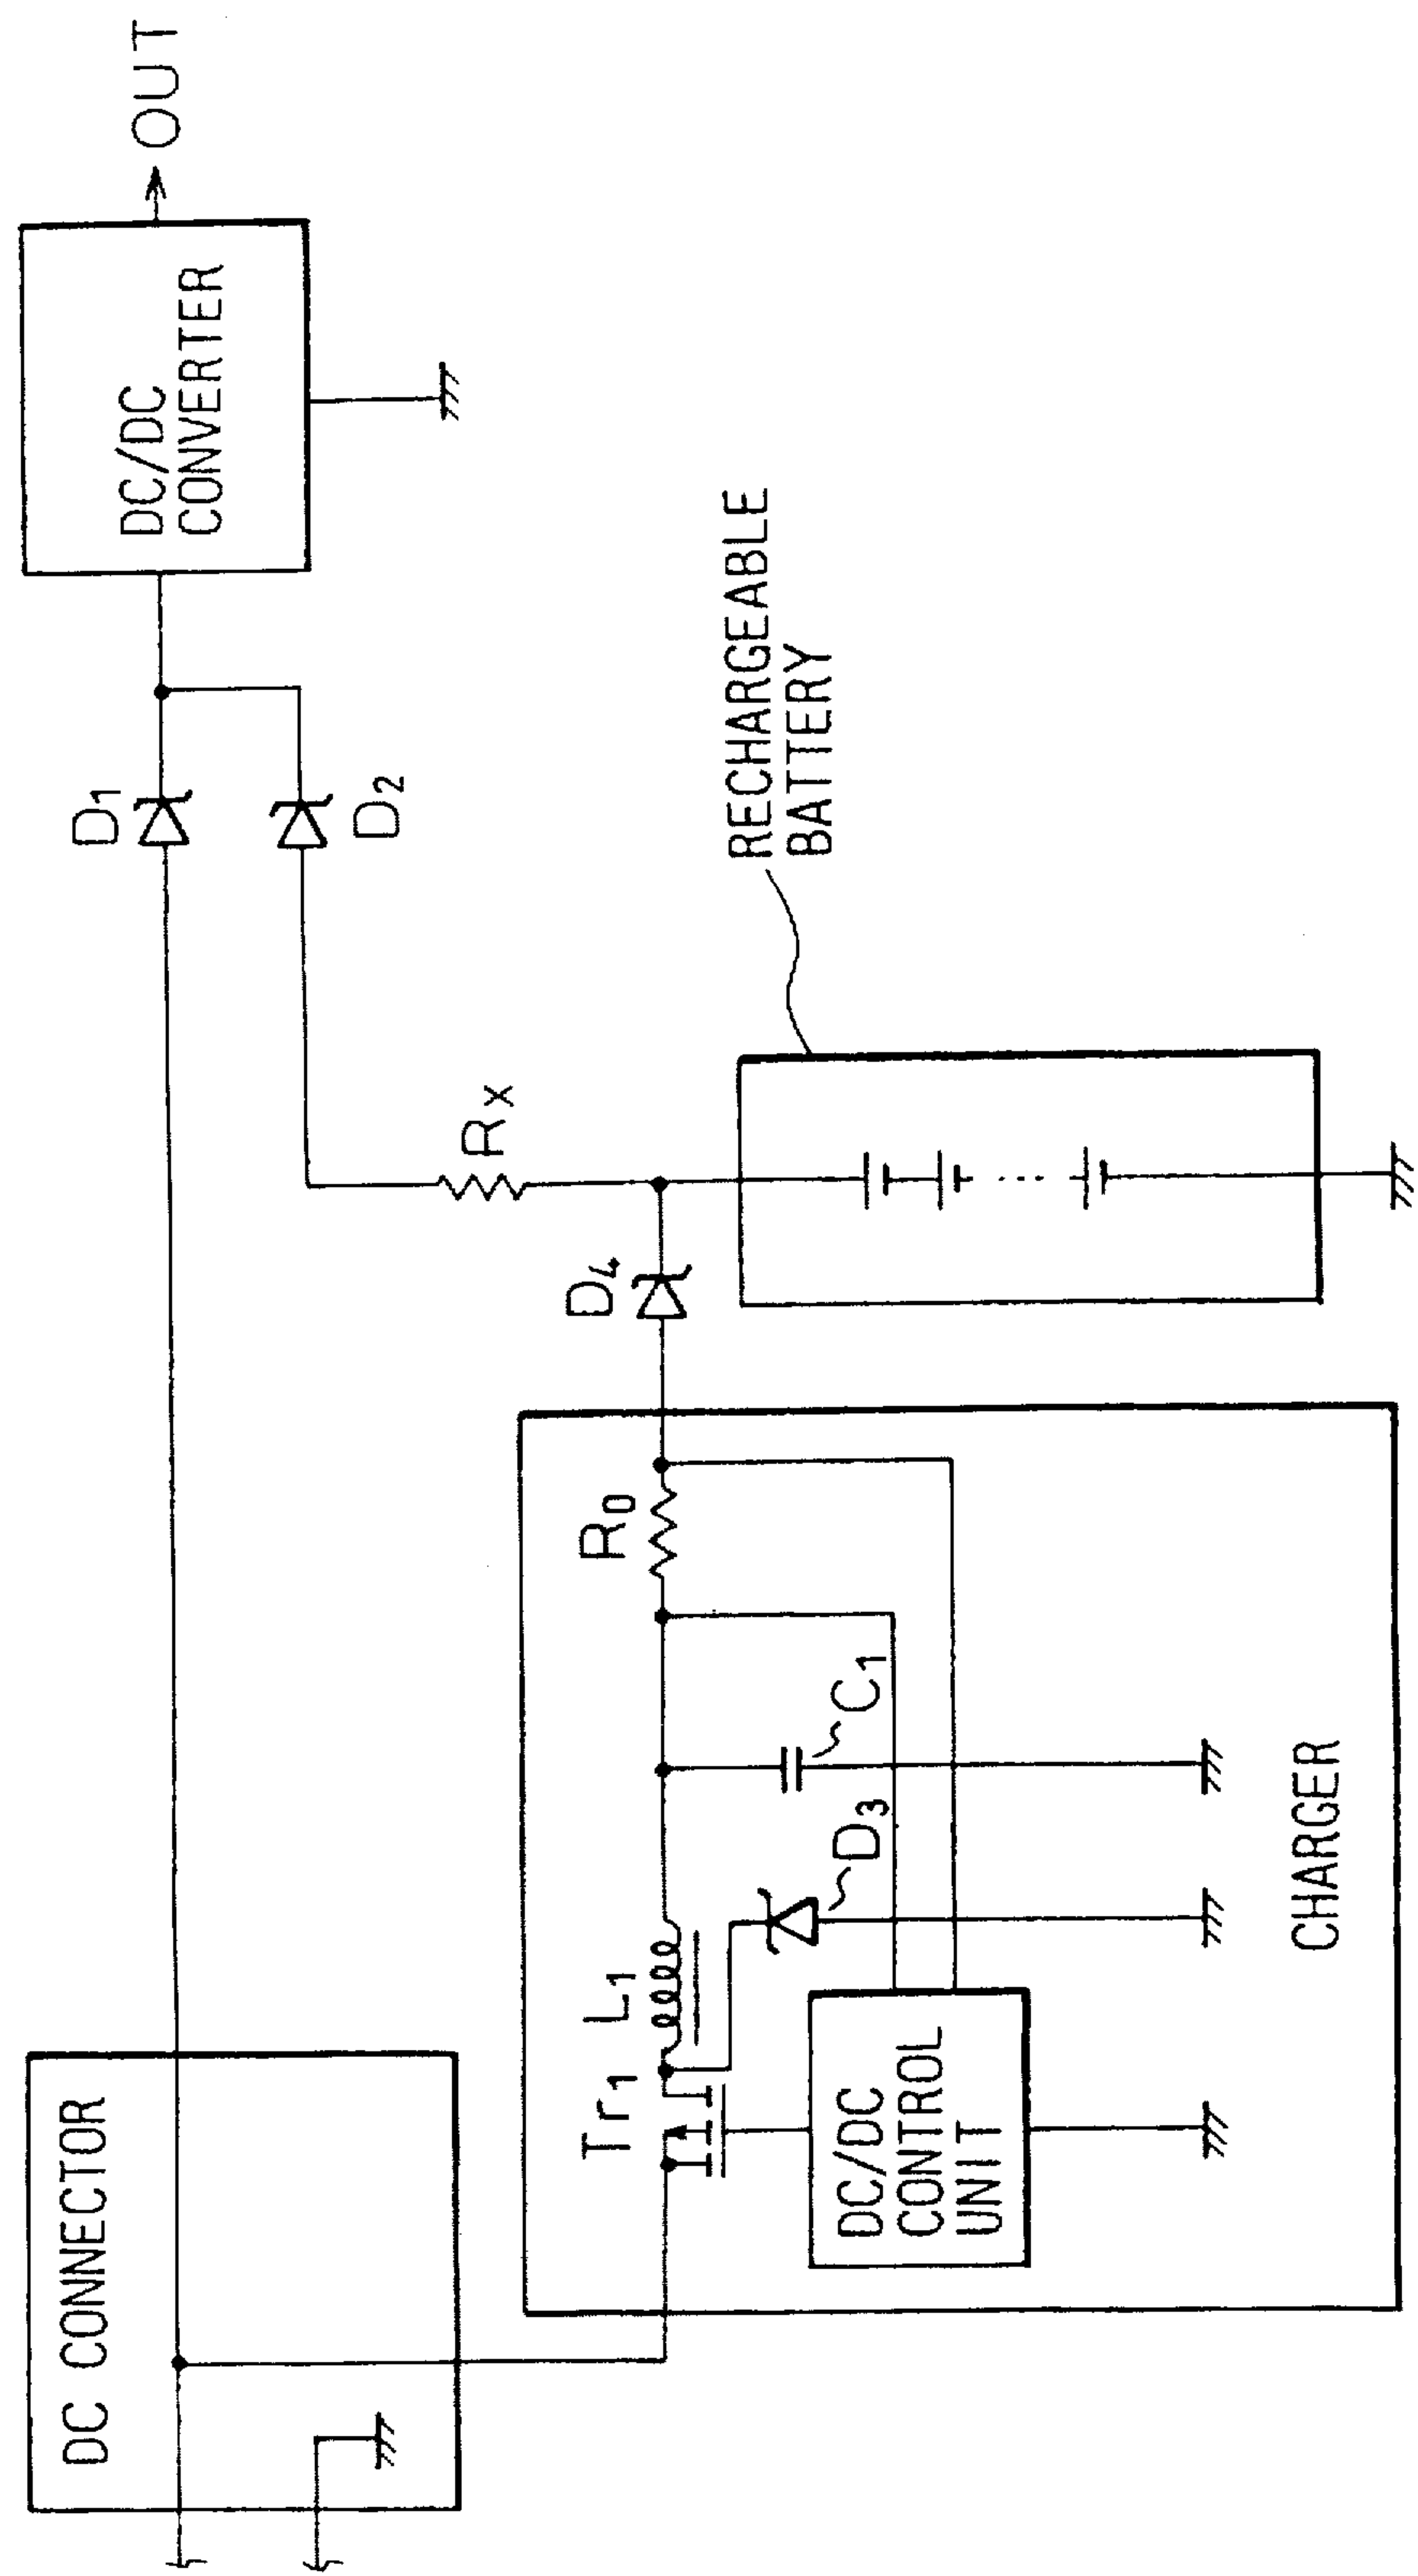 DC CONNECTOR
D₁
DC/DC
CONVERTER
OUT
D₂
Rₓ
D₄
RECHARGEABLE
BATTERY
Tr₁
L₁
R₀
C₁
D₃
DC/DC
CONTROL
UNIT
CHARGER